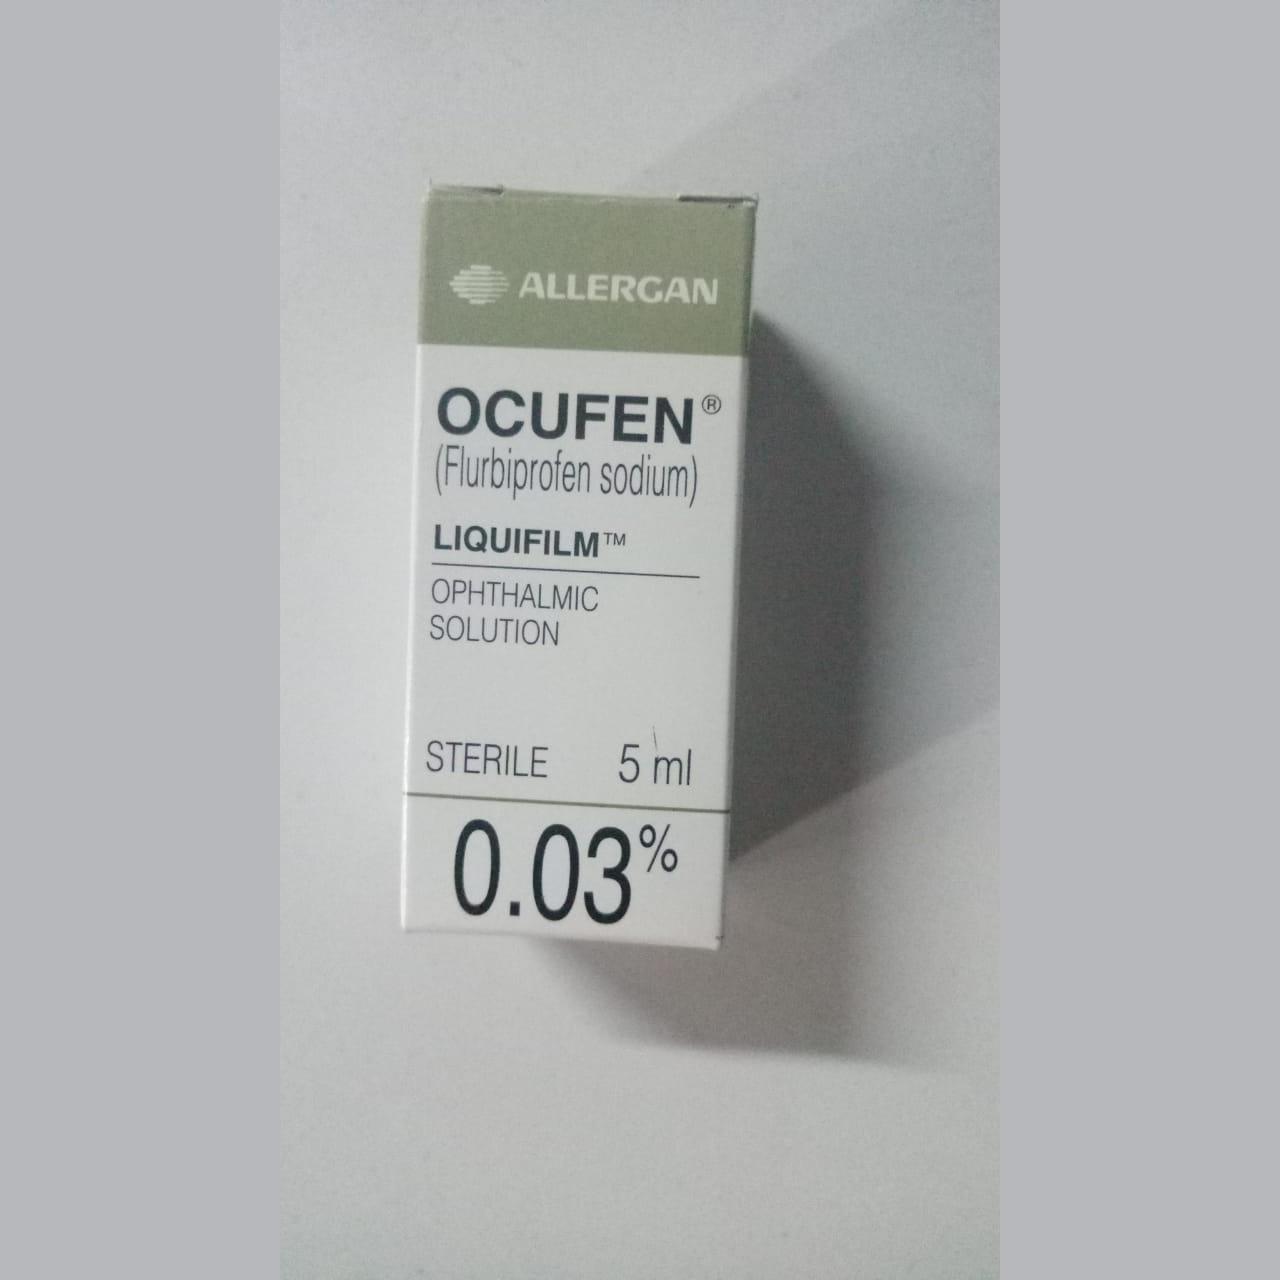 ALLERGAN
OCUFEN®
(Flurbiprofen sodium)
LIQUIFILM™
OPHTHALMIC
SOLUTION
STERILE 5 ml
0.03%